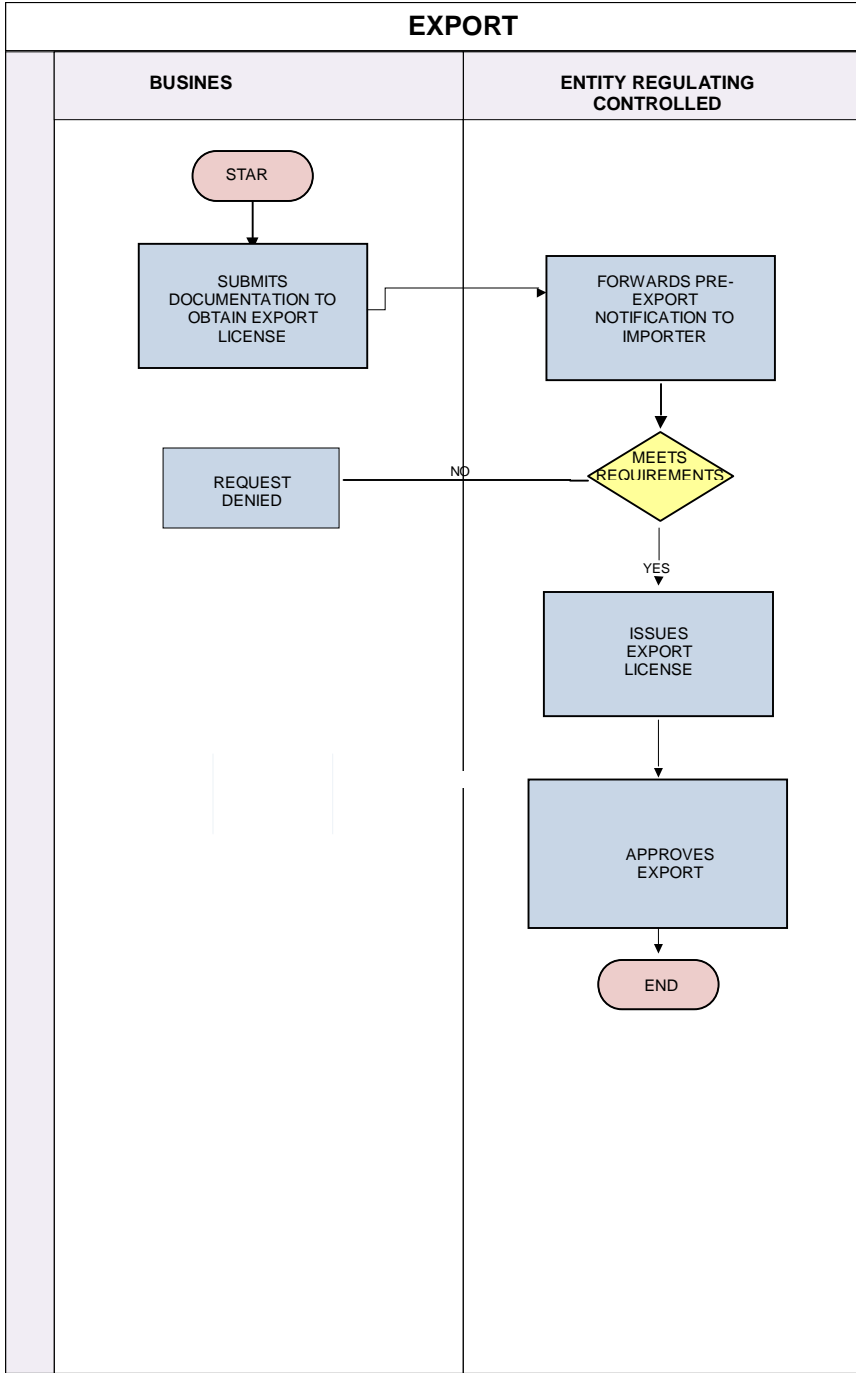 EXPORT
BUSINES
ENTITY REGULATING
CONTROLLED
STAR
SUBMITS
DOCUMENTATION TO
OBTAIN EXPORT
LICENSE
FORWARDS PRE-
EXPORT
NOTIFICATION TO
IMPORTER
MEETS
REQUIREMENTS
NO
REQUEST
DENIED
YES
ISSUES
EXPORT
LICENSE
APPROVES
EXPORT
END